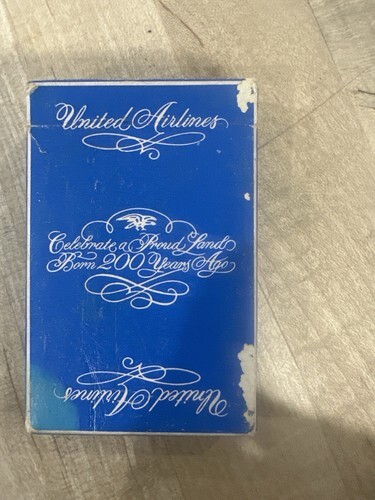 United Airlines
Celebrate a Proud Land
Born 200 Years Ago
United Airlines